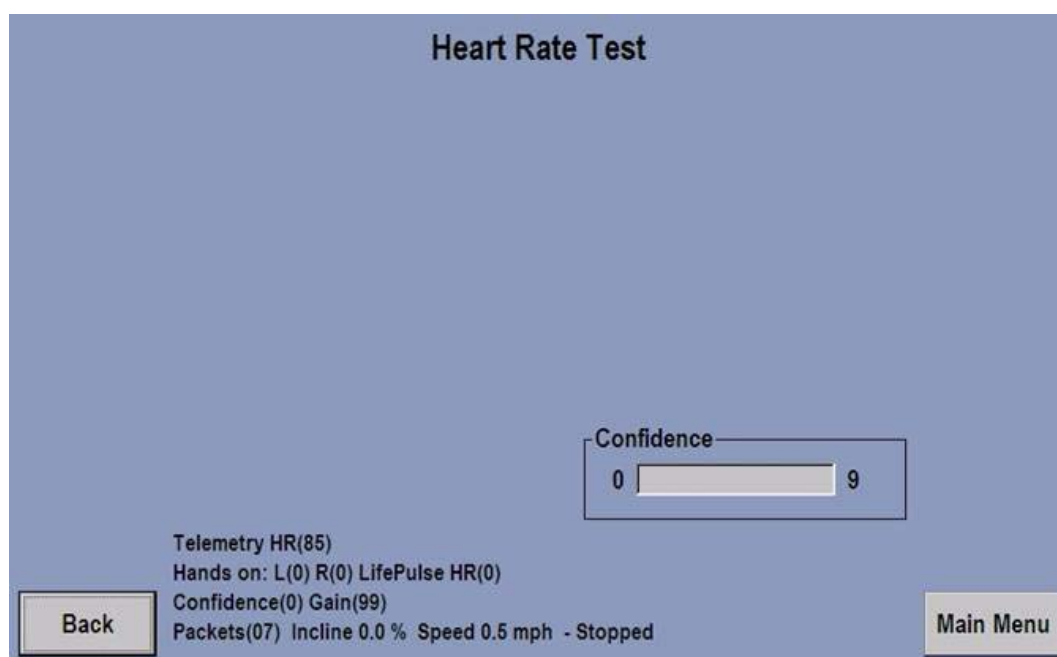 Heart Rate Test
Confidence
0 9
Telemetry HR(85)
Hands on: L(0) R(0) LifePulse HR(0)
Confidence(0) Gain(99)
Packets(07) Incline 0.0 % Speed 0.5 mph - Stopped
Back
Main Menu